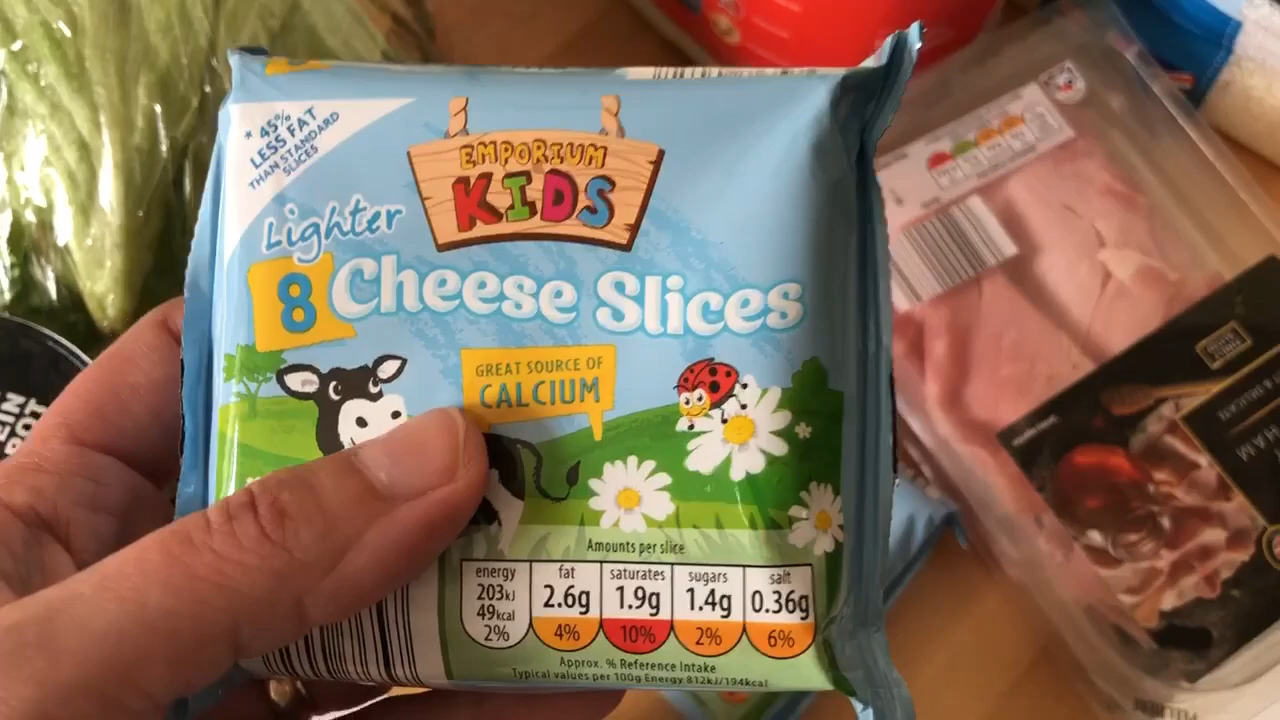 * 45%
LESS FAT
THAN STANDARD
SLICES
EMPORIUM
KIDS
Lighter
8 Cheese Slices
GREAT SOURCE OF
CALCIUM
Amounts per slice
energy fat saturates sugars salt
203kJ 2.6g 1.9g 1.4g 0.36g
49kcal
2% 4% 10% 2% 6%
Approx. % Reference Intake
Typical values per 100g Energy 812kJ/194kcal
HAM